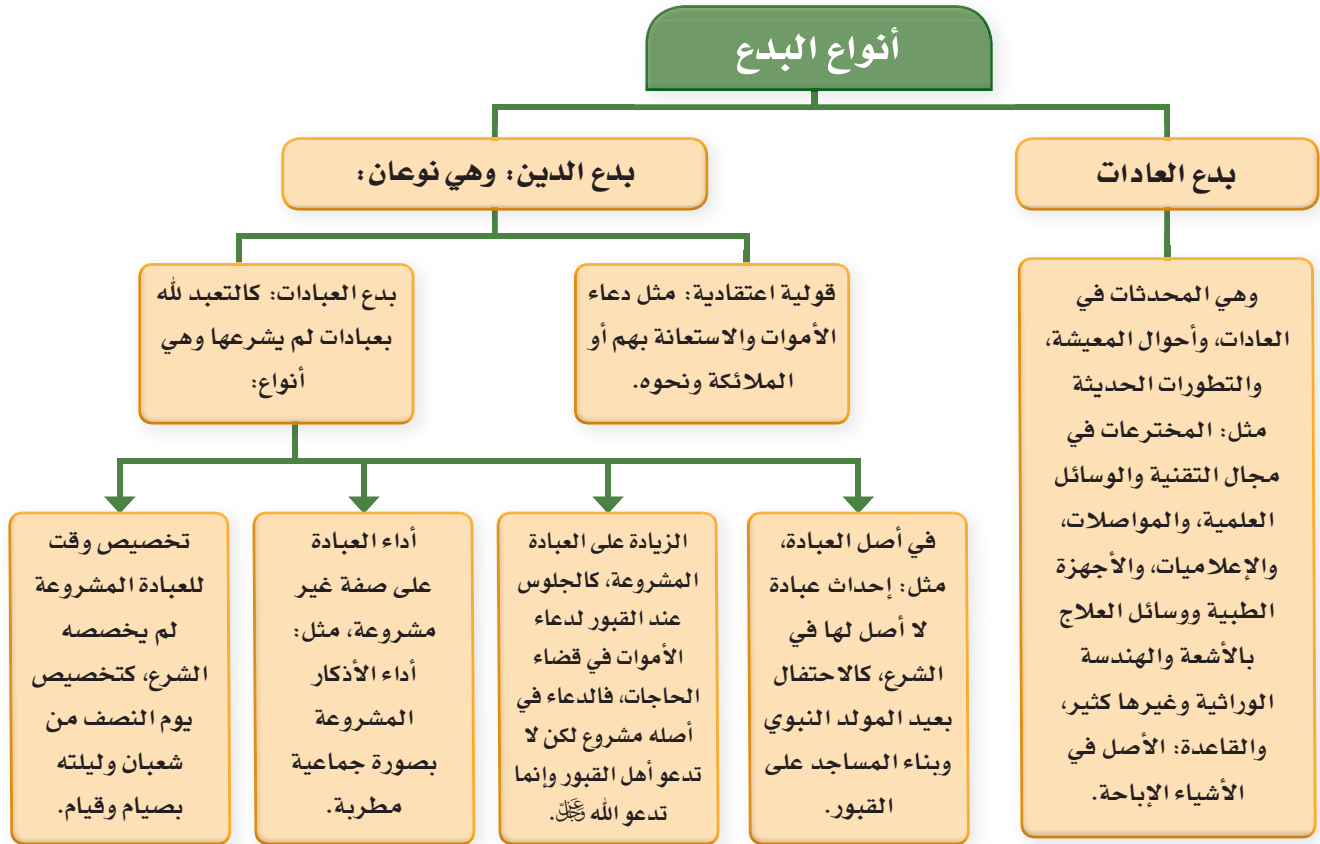 أنواع البدع
بدع العادات
وهي المحدثات في
العادات، وأحوال المعيشة،
والتطورات الحديثة
مثل: المخترعات في
مجال التقنية والوسائل
العلمية، والمواصلات،
والإعلاميات، والأجهزة
الطبية ووسائل العلاج
بالأشعة والهندسة
الوراثية وغيرها كثير،
والقاعدة: الأصل في
الأشياء الإباحة.
بدع الدين: وهي نوعان:
قولية اعتقادية: مثل دعاء
الأموات والاستعانة بهم أو
الملائكة ونحوه.
بدع العبادات: كالتعبد لله
بعبادات لم يشرعها وهي
أنواع:
في أصل العبادة،
مثل: إحداث عبادة
لا أصل لها في
الشرع، كالاحتفال
بعيد المولد النبوي
وبناء المساجد على
القبور.
الزيادة على العبادة
المشروعة، كالجلوس
عند القبور لدعاء
الأموات في قضاء
الحاجات، فالدعاء في
أصله مشروع لكن لا
تدعو أهل القبور وإنما
تدعو الله عز وجل.
أداء العبادة
على صفة غير
مشروعة، مثل:
أداء الأذكار
المشروعة
بصورة جماعية
مطربة.
تخصيص وقت
للعبادة المشروعة
لم يخصصه
الشرع، كتخصيص
يوم النصف من
شعبان وليلته
بصيام وقيام.